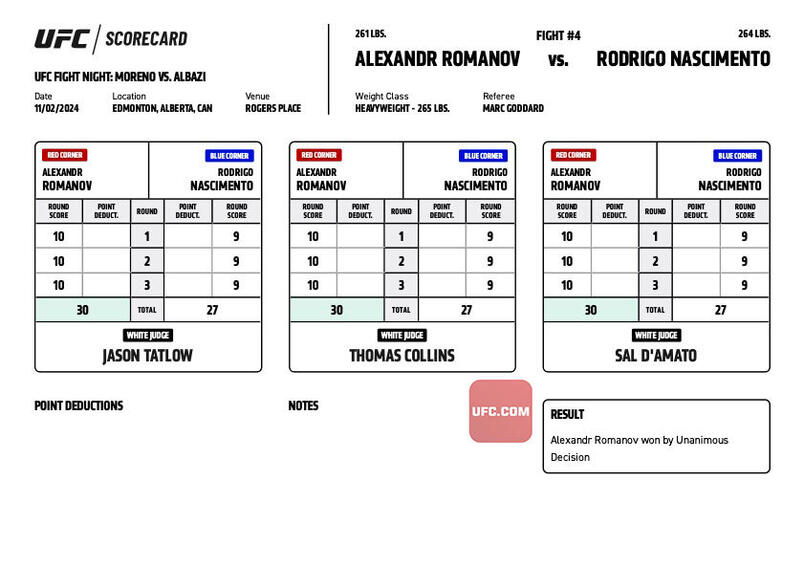 UFC / SCORECARD
UFC FIGHT NIGHT: MORENO VS. ALBAZI
Date Location Venue
11/02/2024 EDMONTON, ALBERTA, CAN ROGERS PLACE
261 LBS. FIGHT #4 264 LBS.
ALEXANDR ROMANOV vs. RODRIGO NASCIMENTO
Weight Class Referee
HEAVYWEIGHT - 265 LBS. MARC GODDARD
RED CORNER BLUE CORNER
ALEXANDR RODRIGO
ROMANOV NASCIMENTO
ROUND SCORE POINT DEDUCT. ROUND POINT DEDUCT. ROUND SCORE
10 1 9
10 2 9
10 3 9
30 TOTAL 27
WHITE JUDGE
JASON TATLOW
RED CORNER BLUE CORNER
ALEXANDR RODRIGO
ROMANOV NASCIMENTO
ROUND SCORE POINT DEDUCT. ROUND POINT DEDUCT. ROUND SCORE
10 1 9
10 2 9
10 3 9
30 TOTAL 27
WHITE JUDGE
THOMAS COLLINS
RED CORNER BLUE CORNER
ALEXANDR RODRIGO
ROMANOV NASCIMENTO
ROUND SCORE POINT DEDUCT. ROUND POINT DEDUCT. ROUND SCORE
10 1 9
10 2 9
10 3 9
30 TOTAL 27
WHITE JUDGE
SAL D'AMATO
POINT DEDUCTIONS
NOTES
UFC.COM
RESULT
Alexandr Romanov won by Unanimous
Decision